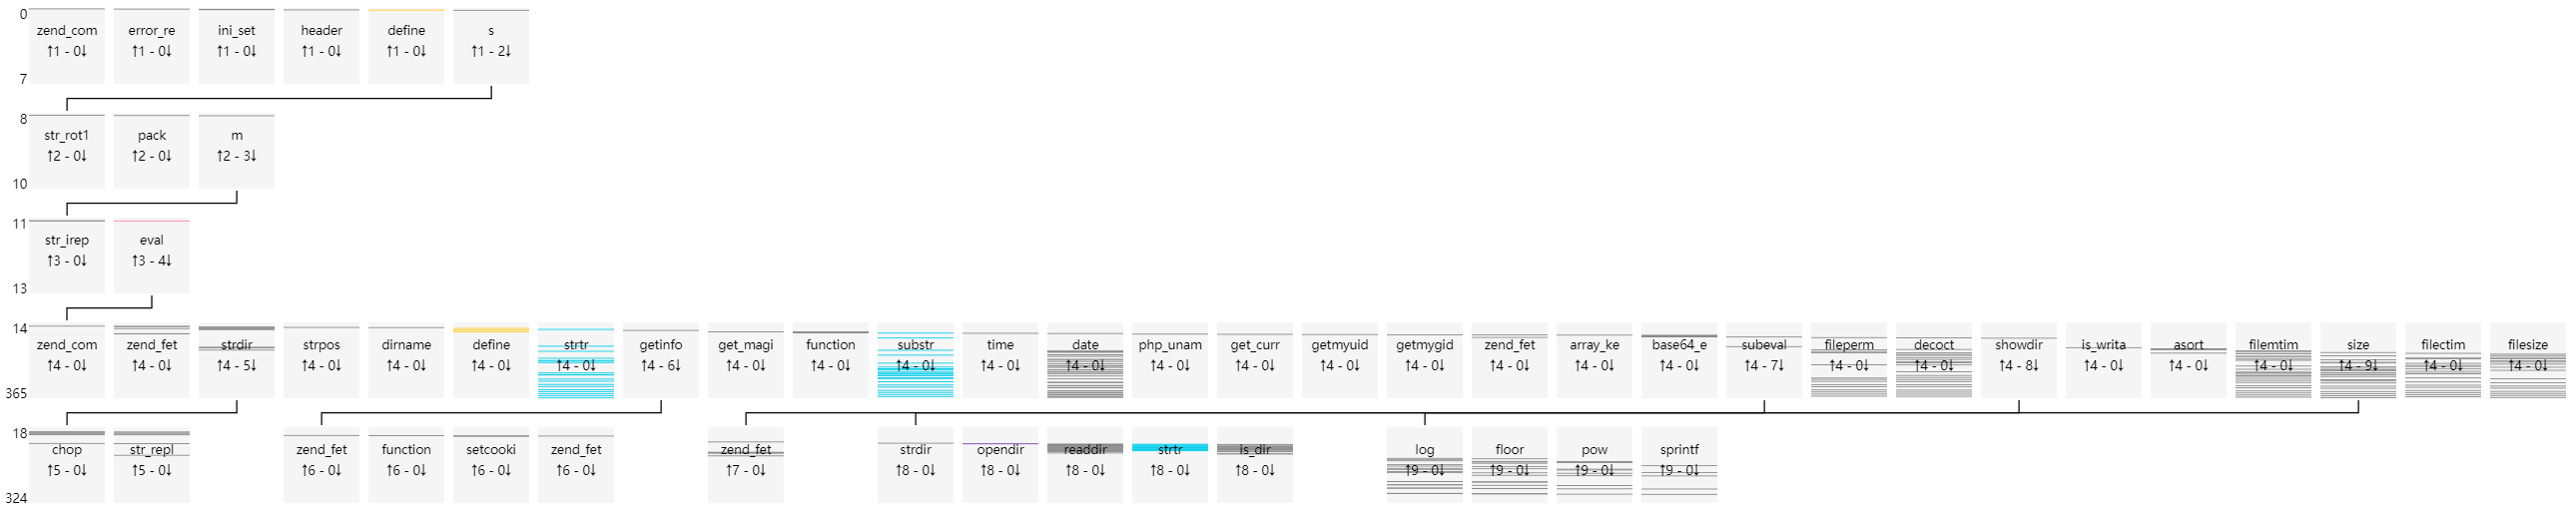 0
zend_com error_re ini_set header define s
↑1 - 0↓ ↑1 - 0↓ ↑1 - 0↓ ↑1 - 0↓ ↑1 - 0↓ ↑1 - 2↓
7
8
str_rot1 pack m
↑2 - 0↓ ↑2 - 0↓ ↑2 - 3↓
10
11
str_irep eval
↑3 - 0↓ ↑3 - 4↓
13
14
zend_com zend_fet strdir strpos dirname define strtr getinfo get_magi function substr time date php_unam get_curr getmyuid getmygid zend_fet array_ke base64_e subeval fileperm decoct showdir is_writa asort filemtim size filectim filesize
↑4 - 0↓ ↑4 - 0↓ ↑4 - 5↓ ↑4 - 0↓ ↑4 - 0↓ ↑4 - 0↓ ↑4 - 0↓ ↑4 - 6↓ ↑4 - 0↓ ↑4 - 0↓ ↑4 - 0↓ ↑4 - 0↓ ↑4 - 0↓ ↑4 - 0↓ ↑4 - 0↓ ↑4 - 0↓ ↑4 - 0↓ ↑4 - 0↓ ↑4 - 0↓ ↑4 - 0↓ ↑4 - 7↓ ↑4 - 0↓ ↑4 - 0↓ ↑4 - 8↓ ↑4 - 0↓ ↑4 - 0↓ ↑4 - 0↓ ↑4 - 9↓ ↑4 - 0↓ ↑4 - 0↓
365
18
chop str_repl zend_fet function setcooki zend_fet zend_fet strdir opendir readdir strtr is_dir log floor pow sprintf
↑5 - 0↓ ↑5 - 0↓ ↑6 - 0↓ ↑6 - 0↓ ↑6 - 0↓ ↑6 - 0↓ ↑7 - 0↓ ↑8 - 0↓ ↑8 - 0↓ ↑8 - 0↓ ↑8 - 0↓ ↑8 - 0↓ ↑9 - 0↓ ↑9 - 0↓ ↑9 - 0↓ ↑9 - 0↓
324